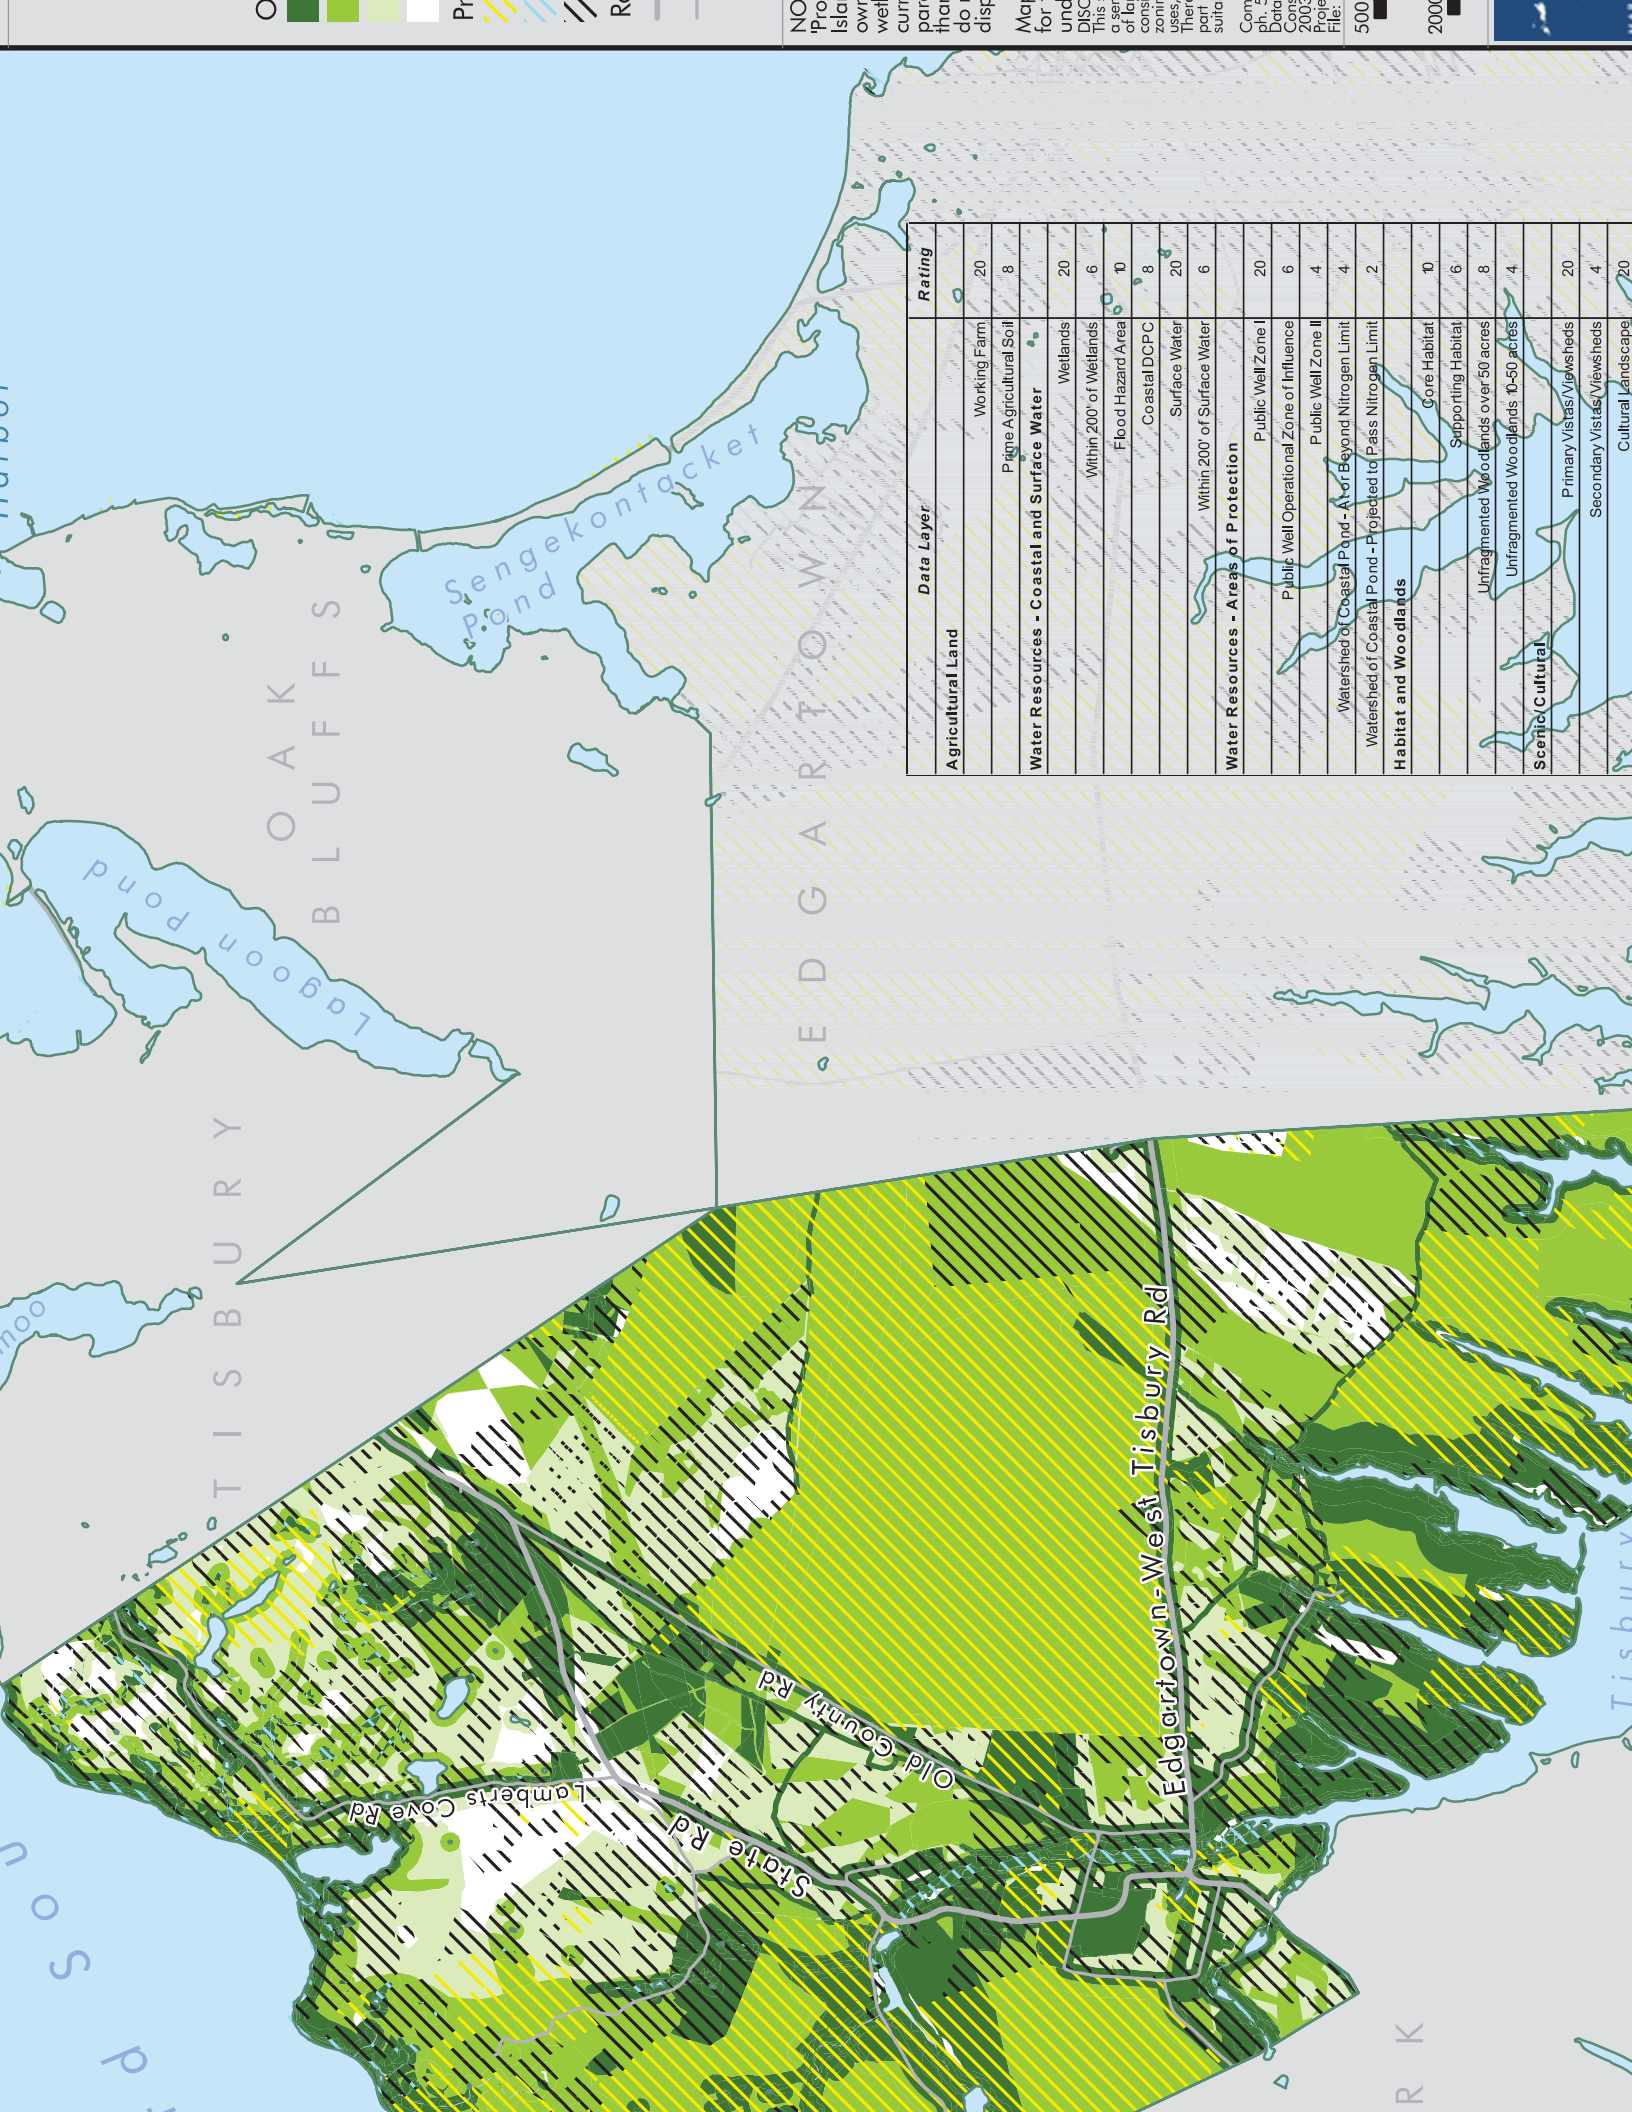 Data Layer	Rating
Agricultural Land
Working Farm	20
Prime Agricultural Soil	8
Water Resources - Coastal and Surface Water
Wetlands	20
Within 200' of Wetlands	6
Flood Hazard Area	10
Coastal DCPC	8
Surface Water	20
Within 200' of Surface Water	6
Water Resources - Areas of Protection
Public Well Zone I	20
Public Well Operational Zone of Influence	6
Public Well Zone II	4
Watershed of Coastal Pond - At or Beyond Nitrogen Limit	4
Watershed of Coastal Pond - Projected to Pass Nitrogen Limit	2
Habitat and Woodlands
Core Habitat	10
Supporting Habitat	6
Unfragmented Woodlands over 50 acres	8
Unfragmented Woodlands 10-50 acres	4
Scenic/Cultural
Primary Vistas/Viewsheds	20
Secondary Vistas/Viewsheds	4
Cultural Landscape	20
Sengekontacket
Pond
OAK
BLUFFS
Lagoon Pond
TISBURY
EDGARTOWN
Edgartown-West Tisbury Rd
Old County Rd
State Rd
Lamberts Cove Rd
Tisbury
500
2000